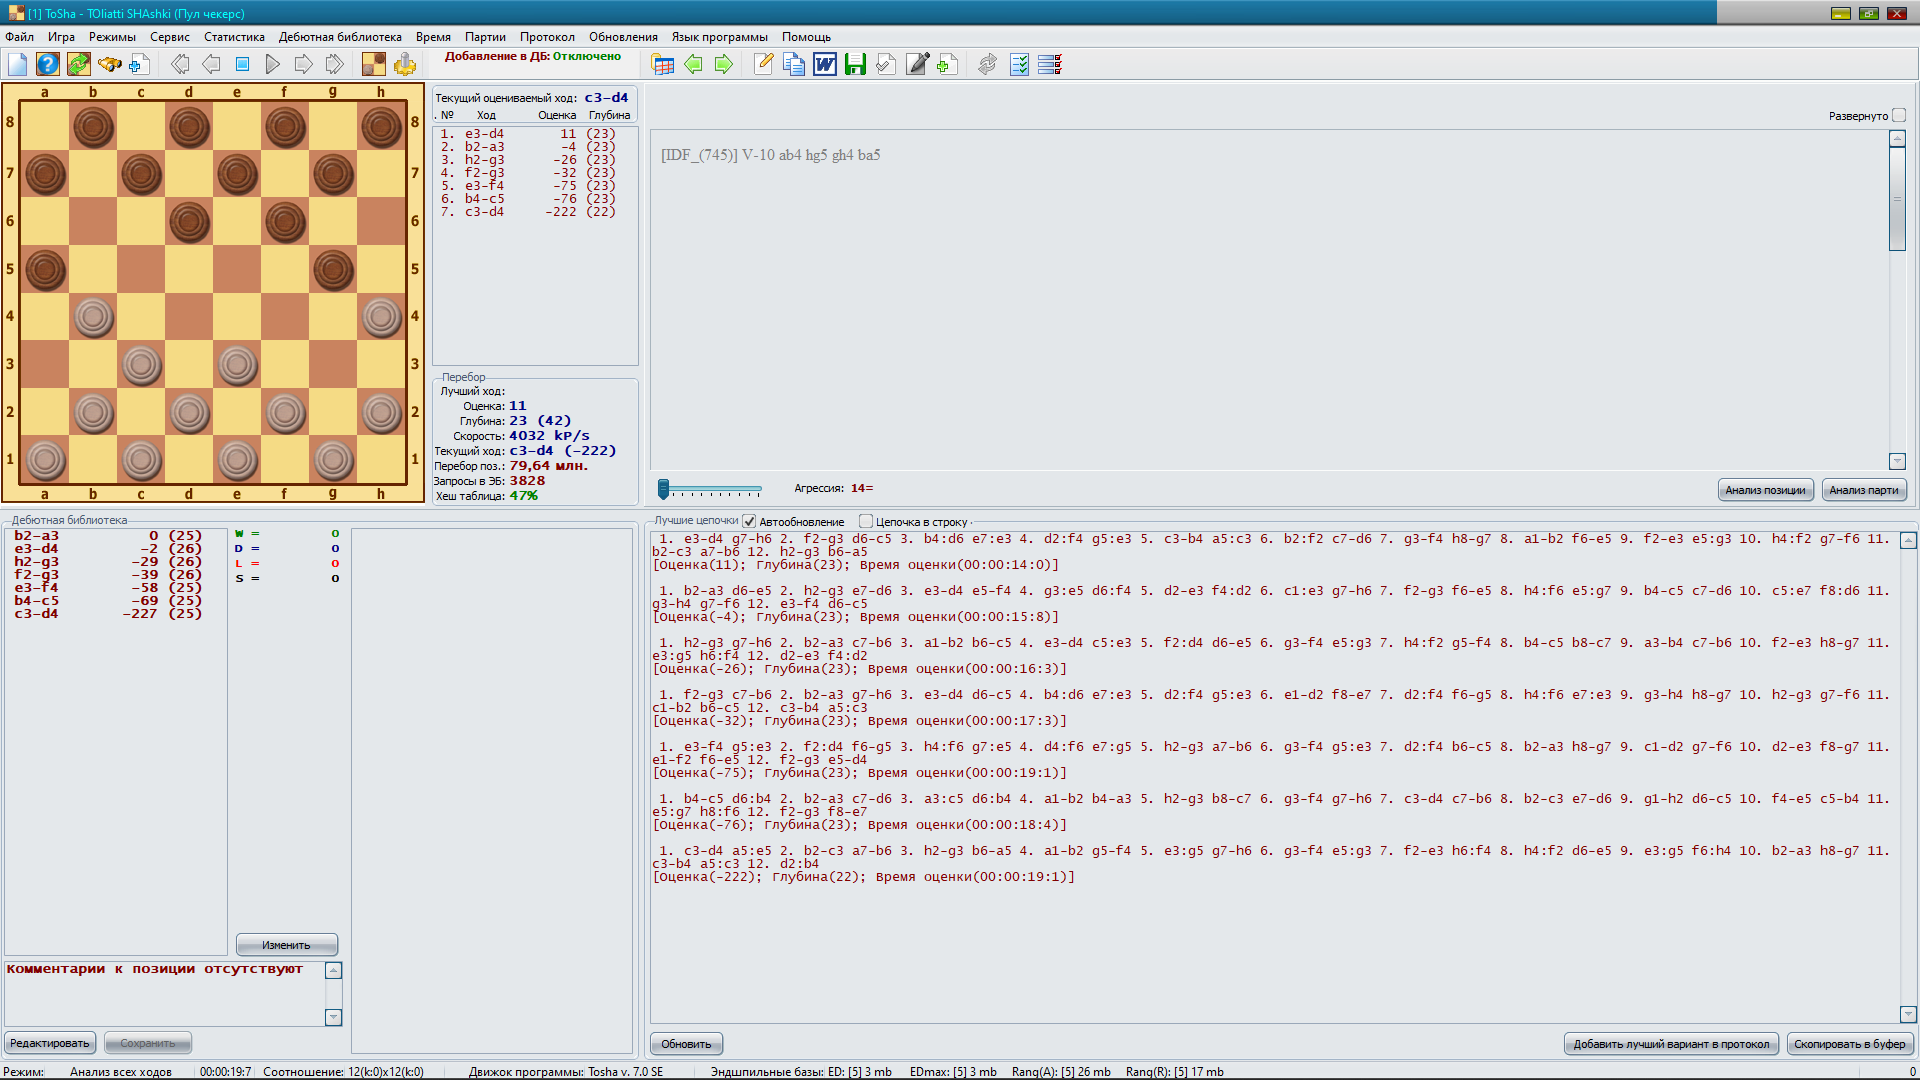 [1] ToSha - TOliatti SHAshki (Пул чекерс)
Файл Игра Режимы Сервис Статистика Дебютная библиотека Время Партии Протокол Обновления Язык программы Помощь
Добавление в ДБ: Отключено
a b c d e f g h
8 8
7 7
6 6
5 5
4 4
3 3
2 2
1 1
a b c d e f g h
Текущий оцениваемый ход: c3-d4
. № Ход Оценка Глубина
1. e3-d4 11 (23)
2. b2-a3 -4 (23)
3. h2-g3 -26 (23)
4. f2-g3 -32 (23)
5. e3-f4 -75 (23)
6. b4-c5 -76 (23)
7. c3-d4 -222 (22)
Перебор
Лучший ход:
Оценка: 11
Глубина: 23 (42)
Скорость: 4032 kP/s
Текущий ход: c3-d4 (-222)
Перебор поз.: 79,64 млн.
Запросы в ЭБ: 3828
Хеш таблица: 47%
Развернуто
[IDF_(745)] V-10 ab4 hg5 gh4 ba5
Агрессия: 14=
Анализ позиции Анализ парти
Дебютная библиотека
b2-a3 0 (25)
e3-d4 -2 (26)
h2-g3 -29 (26)
f2-g3 -39 (26)
e3-f4 -58 (25)
b4-c5 -69 (25)
c3-d4 -227 (25)
W = 0
D = 0
L = 0
S = 0
Изменить
Комментарии к позиции отсутствуют
Редактировать Сохранить
Лучшие цепочки Автообновление Цепочка в строку
1. e3-d4 g7-h6 2. f2-g3 d6-c5 3. b4:d6 e7:e3 4. d2:f4 g5:e3 5. c3-b4 a5:c3 6. b2:f2 c7-d6 7. g3-f4 h8-g7 8. a1-b2 f6-e5 9. f2-e3 e5:g3 10. h4:f2 g7-f6 11.
b2-c3 a7-b6 12. h2-g3 b6-a5
[Оценка(11); Глубина(23); Время оценки(00:00:14:0)]
1. b2-a3 d6-e5 2. h2-g3 e7-d6 3. e3-d4 e5-f4 4. g3:e5 d6:f4 5. d2-e3 f4:d2 6. c1:e3 g7-h6 7. f2-g3 f6-e5 8. h4:f6 e5:g7 9. b4-c5 c7-d6 10. c5:e7 f8:d6 11.
g3-h4 g7-f6 12. e3-f4 d6-c5
[Оценка(-4); Глубина(23); Время оценки(00:00:15:8)]
1. h2-g3 g7-h6 2. b2-a3 c7-b6 3. a1-b2 b6-c5 4. e3-d4 c5:e3 5. f2:d4 d6-e5 6. g3-f4 e5:g3 7. h4:f2 g5-f4 8. b4-c5 b8-c7 9. a3-b4 c7-b6 10. f2-e3 h8-g7 11.
e3:g5 h6:f4 12. d2-e3 f4:d2
[Оценка(-26); Глубина(23); Время оценки(00:00:16:3)]
1. f2-g3 c7-b6 2. b2-a3 g7-h6 3. e3-d4 d6-c5 4. b4:d6 e7:e3 5. d2:f4 g5:e3 6. e1-d2 f8-e7 7. d2:f4 f6-g5 8. h4:f6 e7:e3 9. g3-h4 h8-g7 10. h2-g3 g7-f6 11.
c1-b2 b6-c5 12. c3-b4 a5:c3
[Оценка(-32); Глубина(23); Время оценки(00:00:17:3)]
1. e3-f4 g5:e3 2. f2:d4 f6-g5 3. h4:f6 g7:e5 4. d4:f6 e7:g5 5. h2-g3 a7-b6 6. g3-f4 g5:e3 7. d2:f4 b6-c5 8. b2-a3 h8-g7 9. c1-d2 g7-f6 10. d2-e3 f8-g7 11.
e1-f2 f6-e5 12. f2-g3 e5-d4
[Оценка(-75); Глубина(23); Время оценки(00:00:19:1)]
1. b4-c5 d6:b4 2. b2-a3 c7-d6 3. a3:c5 d6:b4 4. a1-b2 b4-a3 5. h2-g3 b8-c7 6. g3-f4 g7-h6 7. c3-d4 c7-b6 8. b2-c3 e7-d6 9. g1-h2 d6-c5 10. f4-e5 c5-b4 11.
e5:g7 h8:f6 12. f2-g3 f8-e7
[Оценка(-76); Глубина(23); Время оценки(00:00:18:4)]
1. c3-d4 a5:e5 2. b2-c3 a7-b6 3. h2-g3 b6-a5 4. a1-b2 g5-f4 5. e3:g5 g7-h6 6. g3-f4 e5:g3 7. f2-e3 h6:f4 8. h4:f2 d6-e5 9. e3:g5 f6:h4 10. b2-a3 h8-g7 11.
c3-b4 a5:c3 12. d2:b4
[Оценка(-222); Глубина(22); Время оценки(00:00:19:1)]
Обновить Добавить лучший вариант в протокол Скопировать в буфер
Режим: Анализ всех ходов 00:00:19:7 Соотношение: 12(k:0)x12(k:0) Движок программы: Tosha v. 7.0 SE Эндшпильные базы: ED: [5] 3 mb EDmax: [5] 3 mb Rang(A): [5] 26 mb Rang(R): [5] 17 mb 0